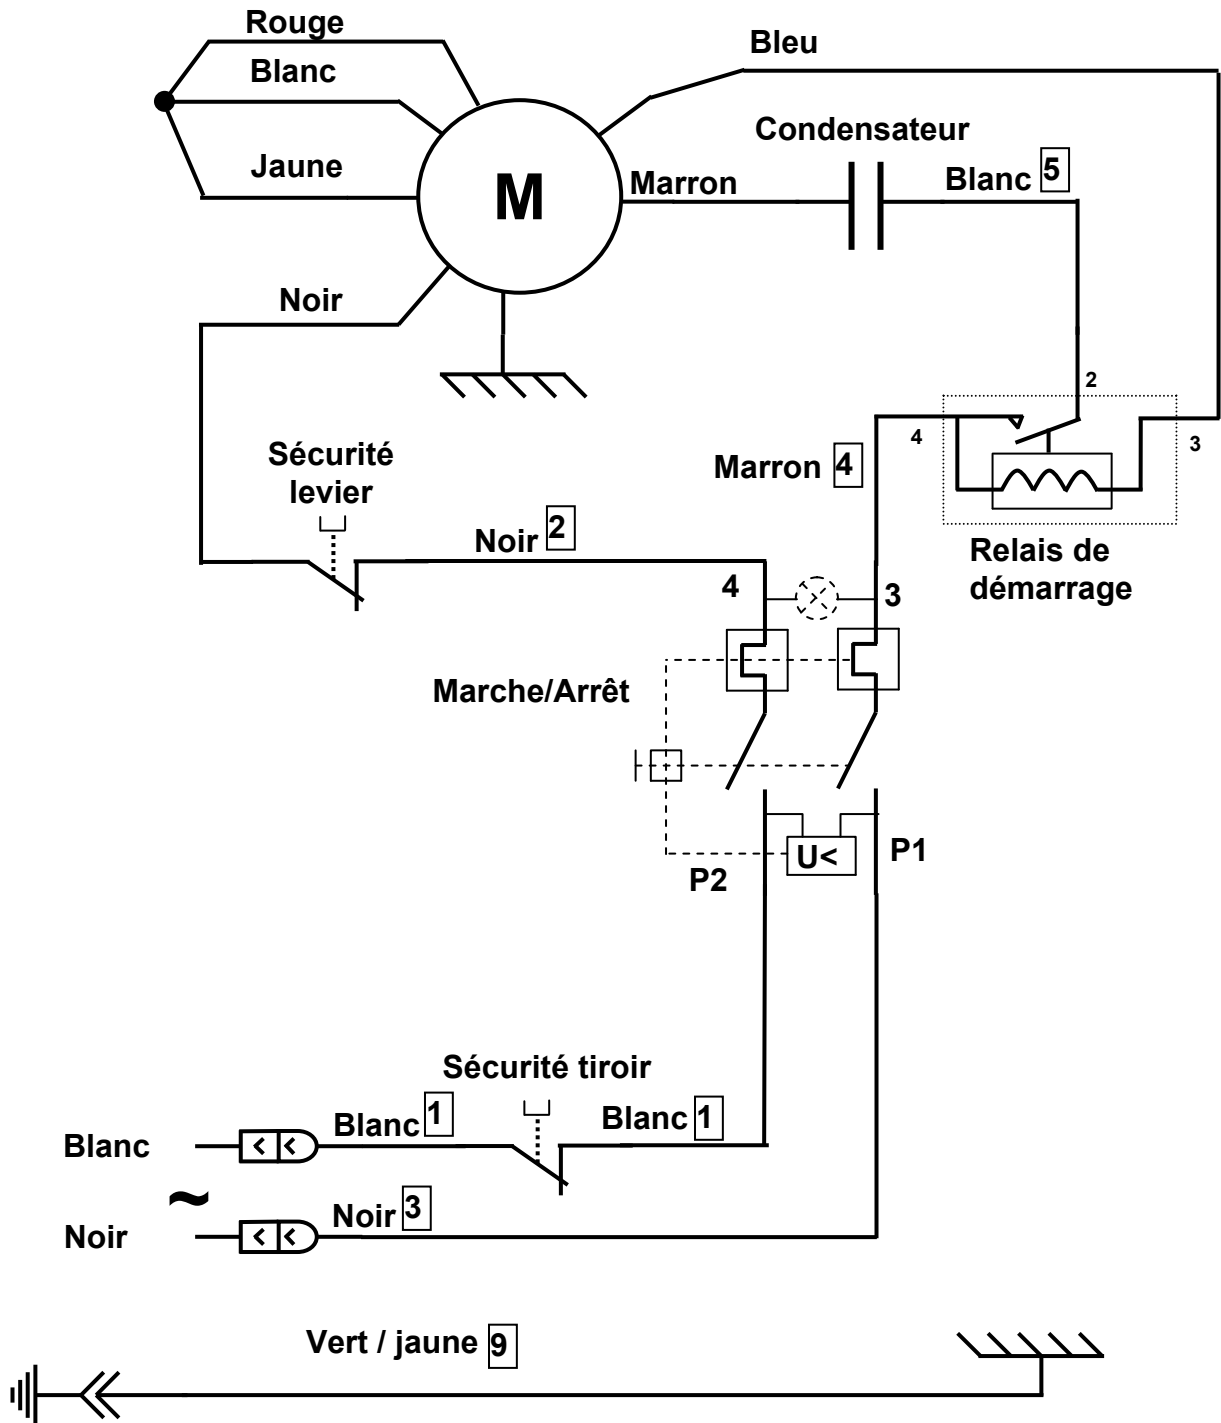 Rouge
Bleu
Blanc
Condensateur
Jaune
M
Marron
Blanc 5
Noir
2
4
3
Sécurité
levier
Marron 4
Noir 2
Relais de
démarrage
4
3
Marche/Arrêt
U<
P1
P2
Sécurité tiroir
Blanc
Blanc 1
Blanc 1
~
Noir
Noir 3
Vert / jaune 9